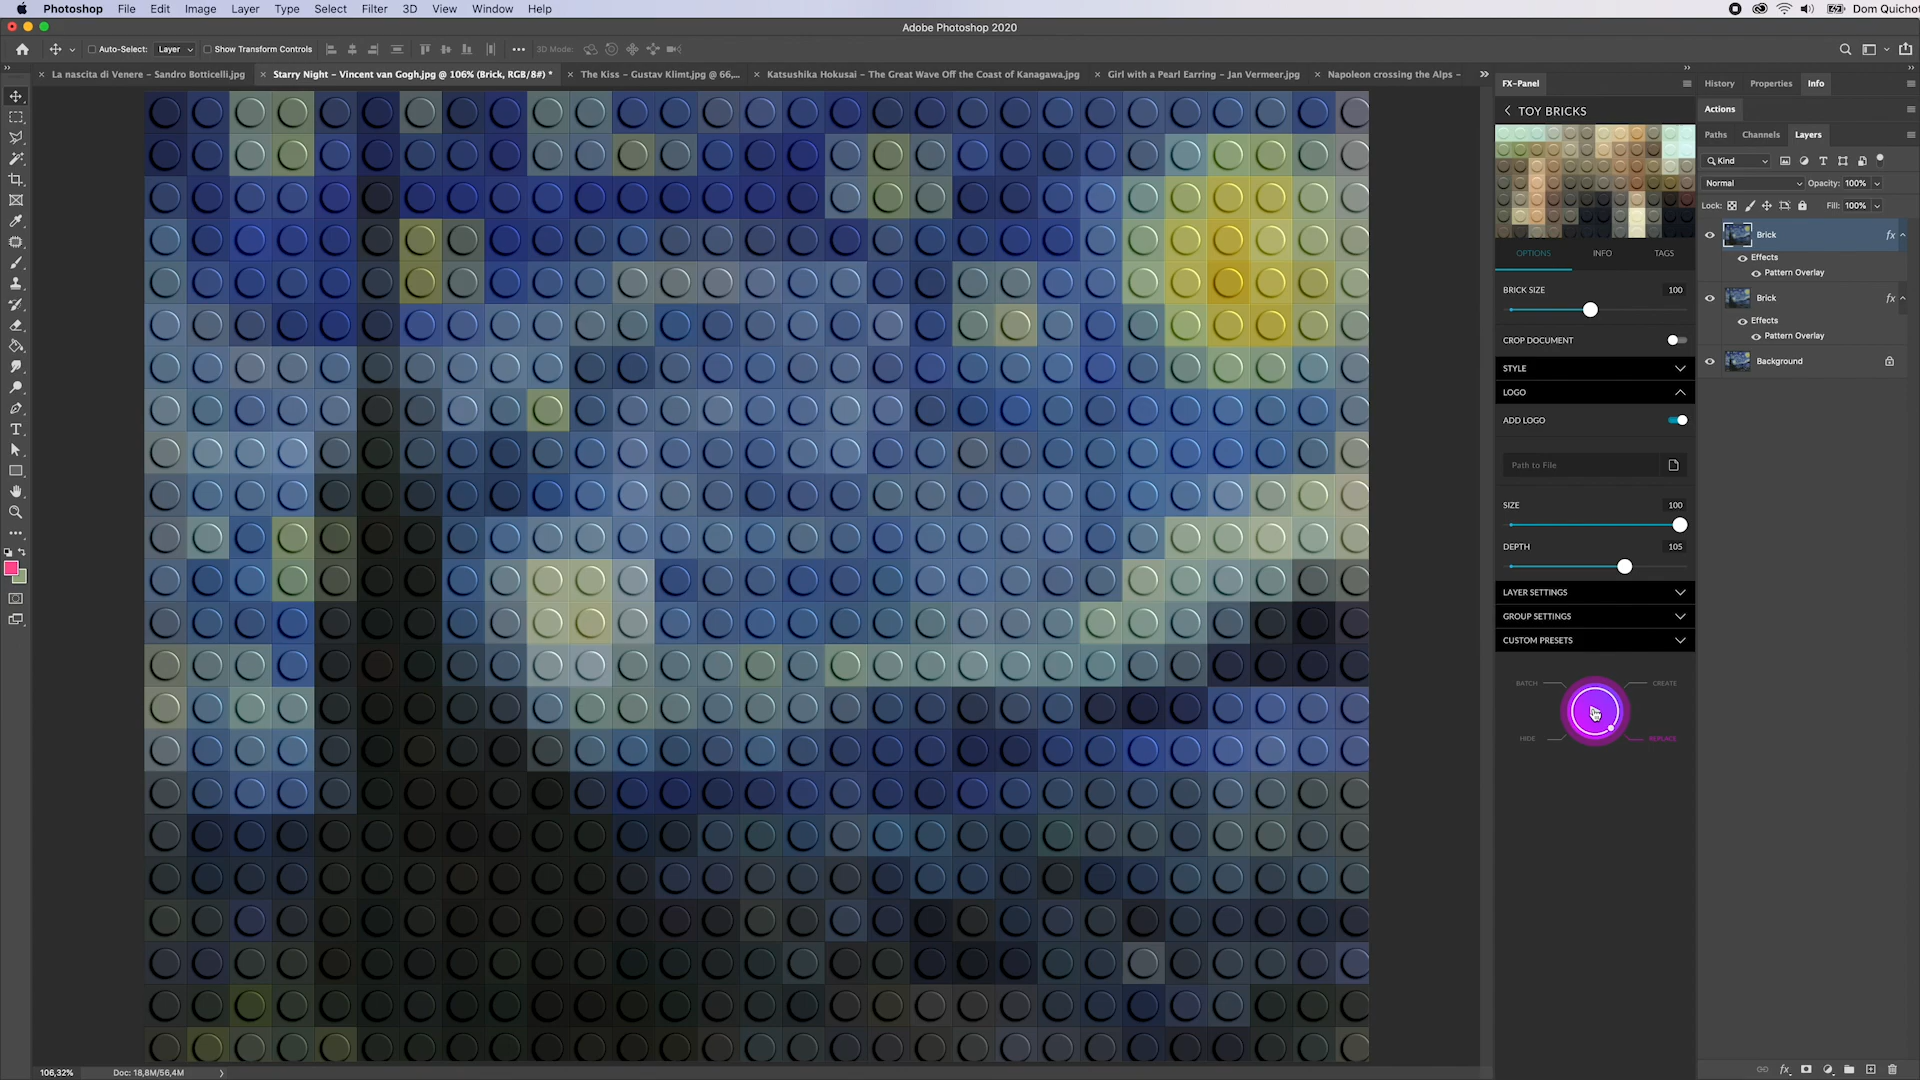 Photoshop File Edit Image Layer Type Select Filter 3D View Window Help Dom Quichot
Adobe Photoshop 2020
Auto-Select: Layer Show Transform Controls 3D Mode:
La nascita di Venere – Sandro Botticelli.jpg Starry Night – Vincent van Gogh.jpg @ 106% (Brick, RGB/8#) * The Kiss – Gustav Klimt.jpg @ 66,... Katsushika Hokusai – The Great Wave Off the Coast of Kanagawa.jpg Girl with a Pearl Earring – Jan Vermeer.jpg Napoleon crossing the Alps –
FX-Panel
TOY BRICKS
OPTIONS INFO TAGS
BRICK SIZE 100
CROP DOCUMENT
STYLE
LOGO
ADD LOGO
Path to File
SIZE 100
DEPTH 105
LAYER SETTINGS
GROUP SETTINGS
CUSTOM PRESETS
BATCH CREATE
HIDE REPLACE
History Properties Info
Actions
Paths Channels Layers
Kind
Normal Opacity: 100%
Lock: Fill: 100%
Brick fx
Effects
Pattern Overlay
Brick fx
Effects
Pattern Overlay
Background
106,32% Doc: 18,8M/56,4M
fx